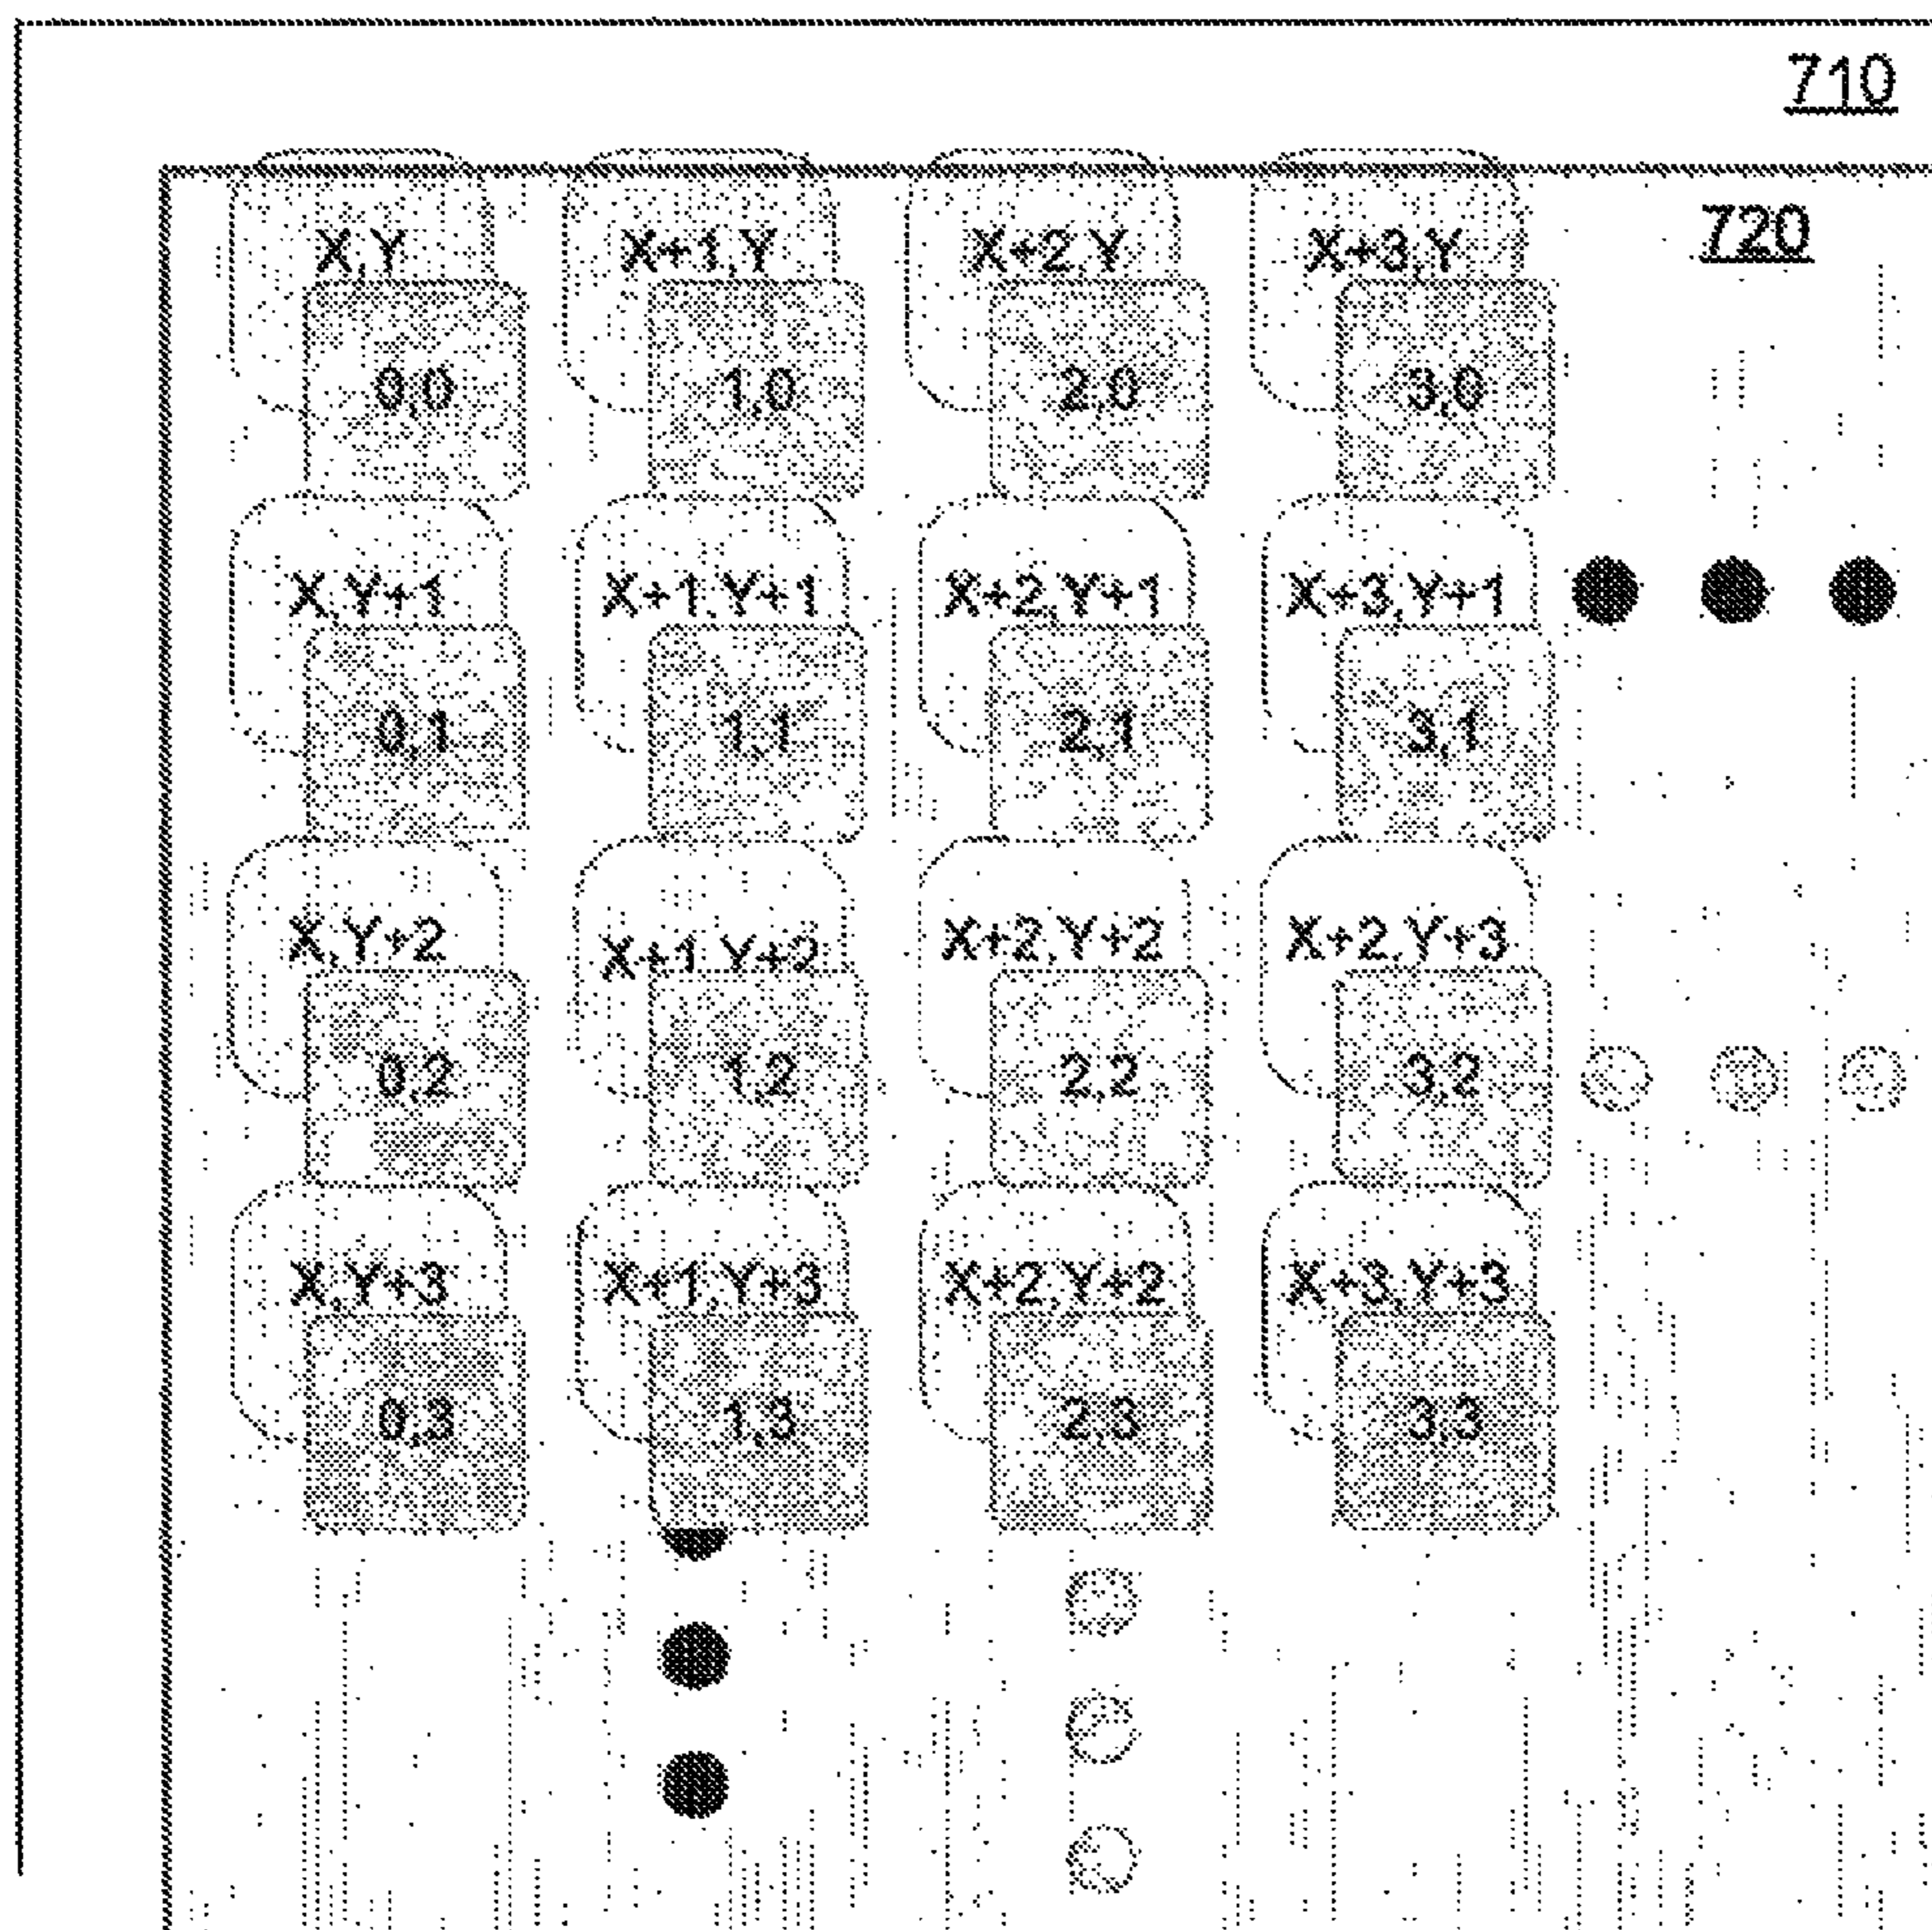 710
720
X,Y X+1,Y X+2,Y X+3,Y
0,0 1,0 2,0 3,0
X,Y+1 X+1,Y+1 X+2,Y+1 X+3,Y+1
0,1 1,1 2,1 3,1
X,Y+2 X+1,Y+2 X+2,Y+2 X+2,Y+3
0,2 1,2 2,2 3,2
X,Y+3 X+1,Y+3 X+2,Y+2 X+3,Y+3
0,3 1,3 2,3 3,3